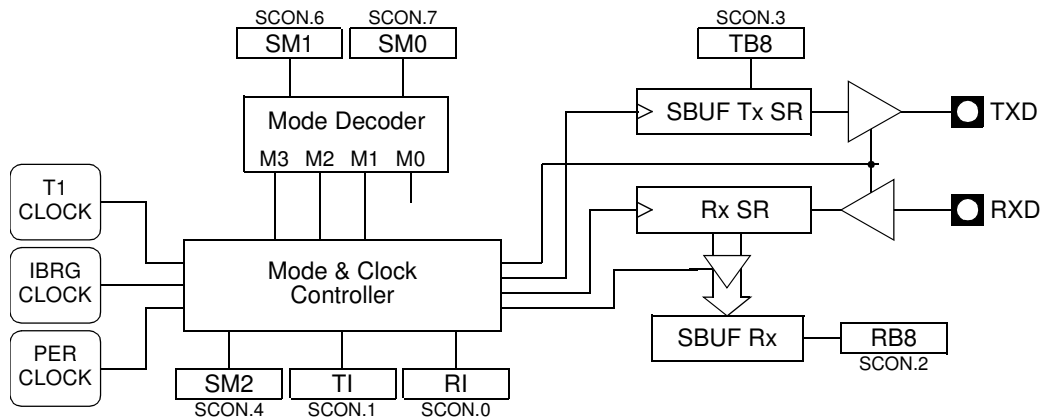 SCON.6
SCON.7
SCON.3
SM1
SM0
TB8
Mode Decoder
SBUF Tx SR
TXD
M3 M2 M1 M0
T1
CLOCK
Rx SR
RXD
IBRG
CLOCK
Mode & Clock
Controller
PER
CLOCK
SBUF Rx
RB8
SCON.2
SM2
TI
RI
SCON.4
SCON.1
SCON.0